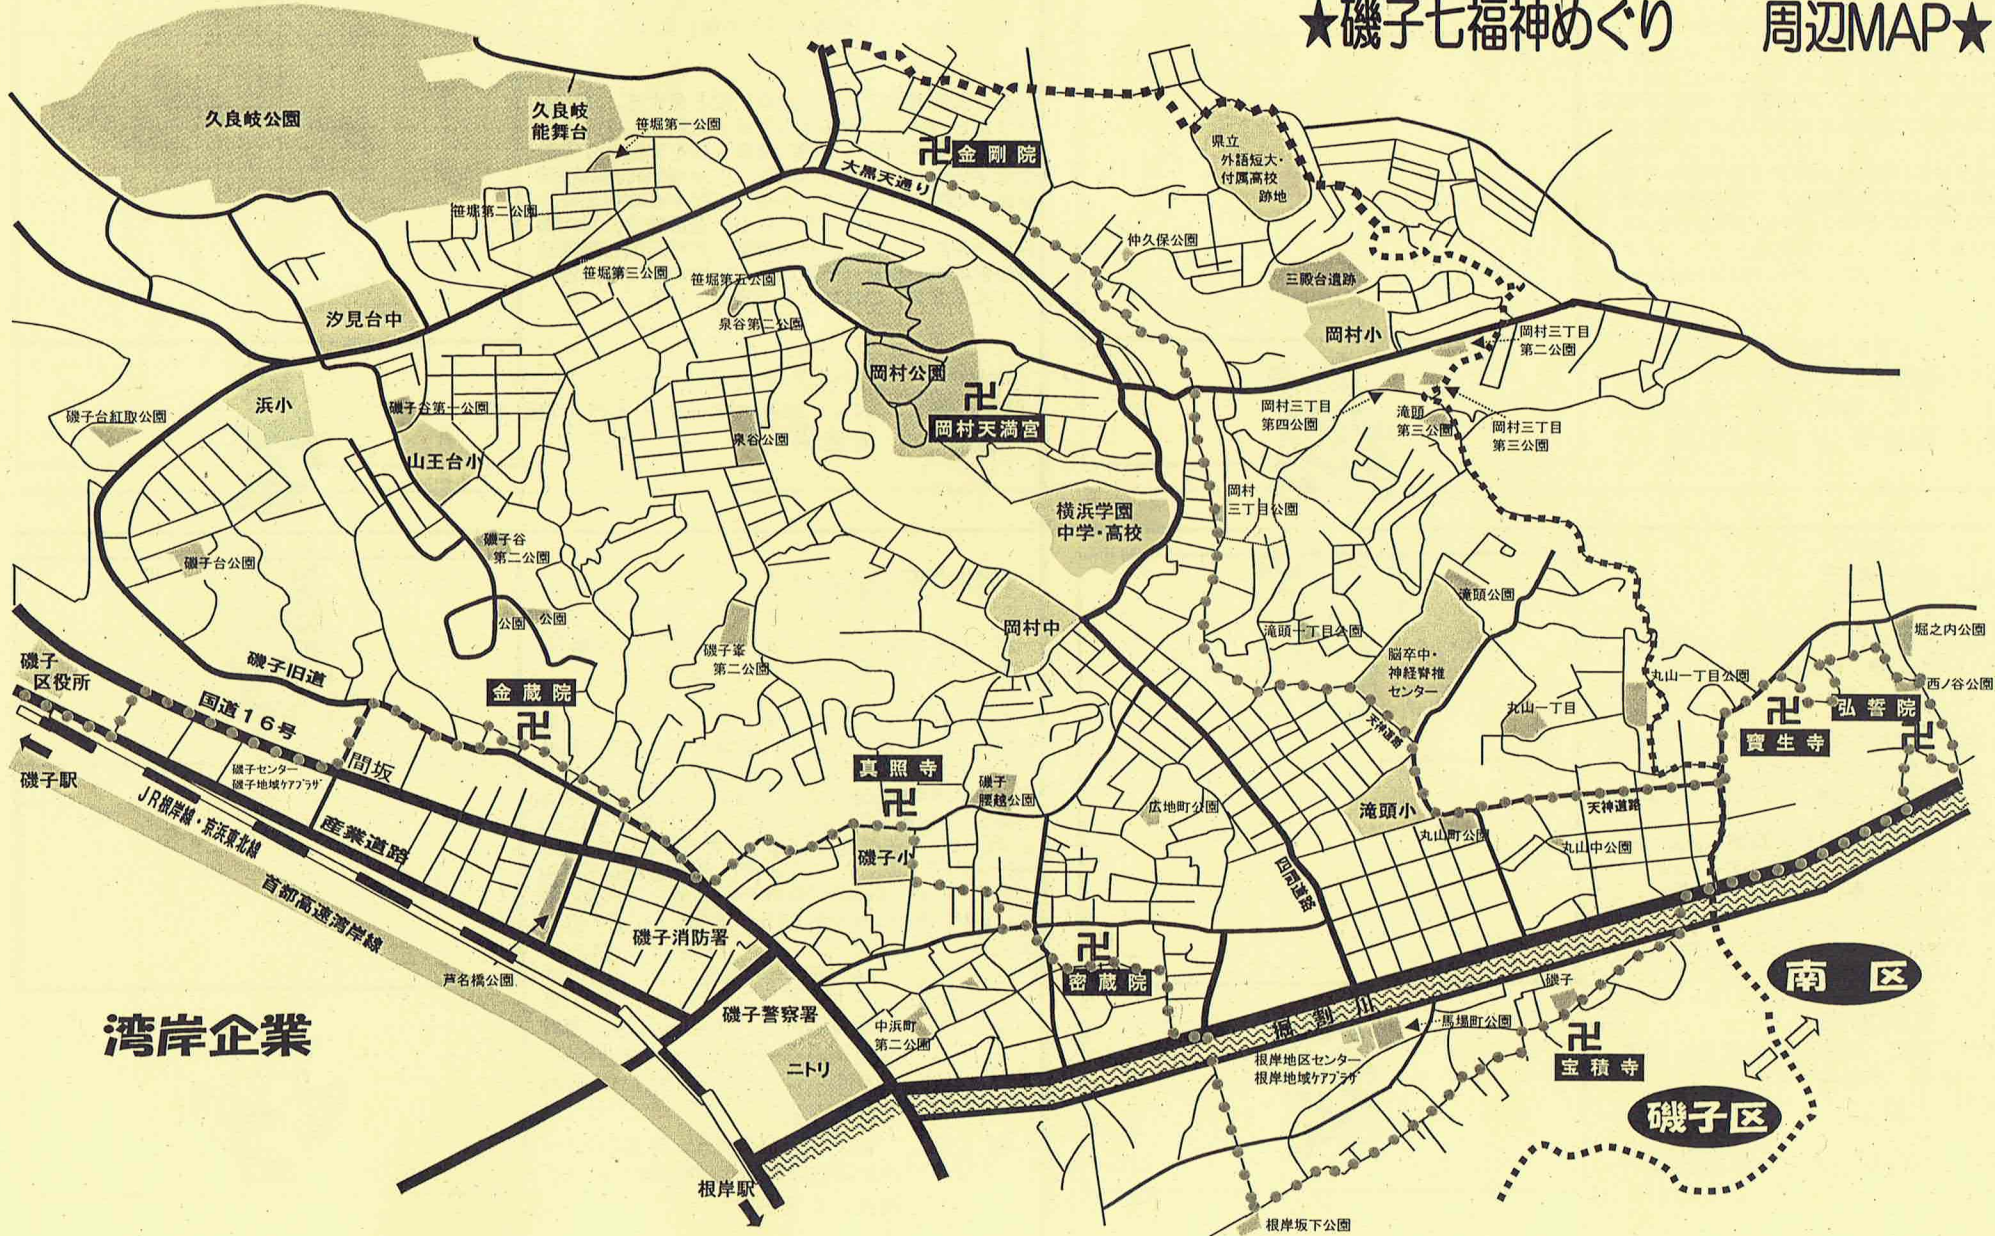 ★磯子七福神めぐり　周辺MAP★
久良岐公園
久良岐
能舞台
笹堀第一公園
金剛院
大黒天通り
県立
外語短大・
付属高校
跡地
笹堀第二公園
仲久保公園
笹堀第三公園
笹堀第五公園
三殿台遺跡
汐見台中
泉谷第二公園
岡村小
岡村三丁目
第二公園
岡村公園
浜小
磯子谷第一公園
磯子台紅取公園
岡村天満宮
岡村三丁目
第四公園
滝頭
第三公園
岡村三丁目
第三公園
泉谷公園
山王台小
横浜学園
中学・高校
岡村
三丁目公園
磯子谷
第二公園
磯子台公園
滝頭公園
公園
公園
岡村中
滝頭一丁目公園
堀之内公園
磯子峯
第二公園
脳卒中・
神経脊椎
センター
磯子
区役所
磯子旧道
丸山一丁目公園
西ノ谷公園
金蔵院
国道16号
丸山一丁目
弘誓院
天神道路
寶生寺
間坂
真照寺
磯子センター
磯子地域ケアプラザ
磯子駅
磯子
腰越公園
広地町公園
滝頭小
天神道路
JR根岸線・京浜東北線
産業道路
丸山町公園
丸山中公園
磯子小
四間道路
首都高速湾岸線
磯子消防署
芦名橋公園
密蔵院
南区
磯子
湾岸企業
磯子警察署
中浜町
第二公園
掘割川
馬場町公園
根岸地区センター
根岸地域ケアプラザ
宝積寺
ニトリ
磯子区
根岸駅
根岸坂下公園